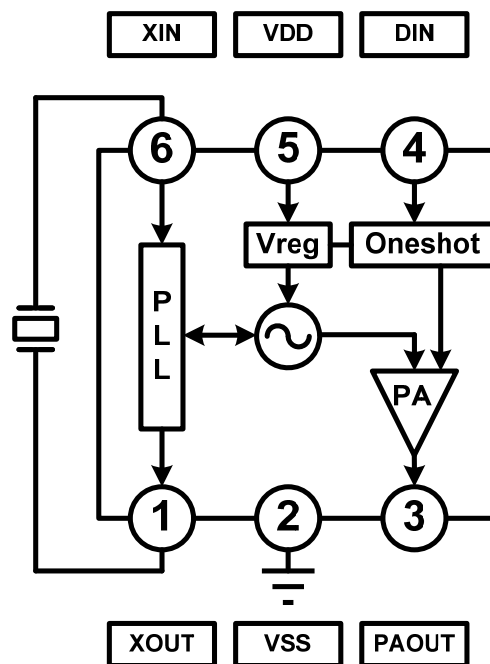 XIN VDD DIN
6 5 4
Vreg Oneshot
P
L
L
PA
1 2 3
XOUT VSS PAOUT